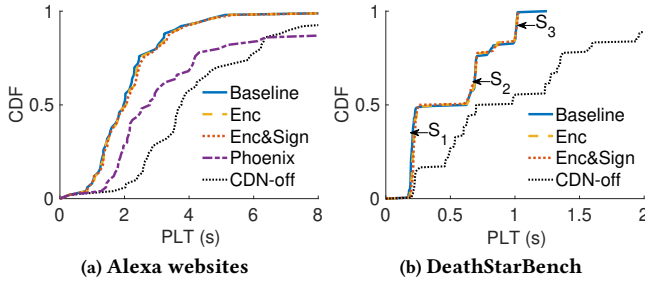 CDF
1
0.5
0
Baseline
Enc
Enc&Sign
Phoenix
CDN-off
0 2 4 6 8
PLT (s)
(a) Alexa websites
CDF
1
0.5
0
S3
S2
S1
Baseline
Enc
Enc&Sign
CDN-off
0 0.5 1 1.5 2
PLT (s)
(b) DeathStarBench